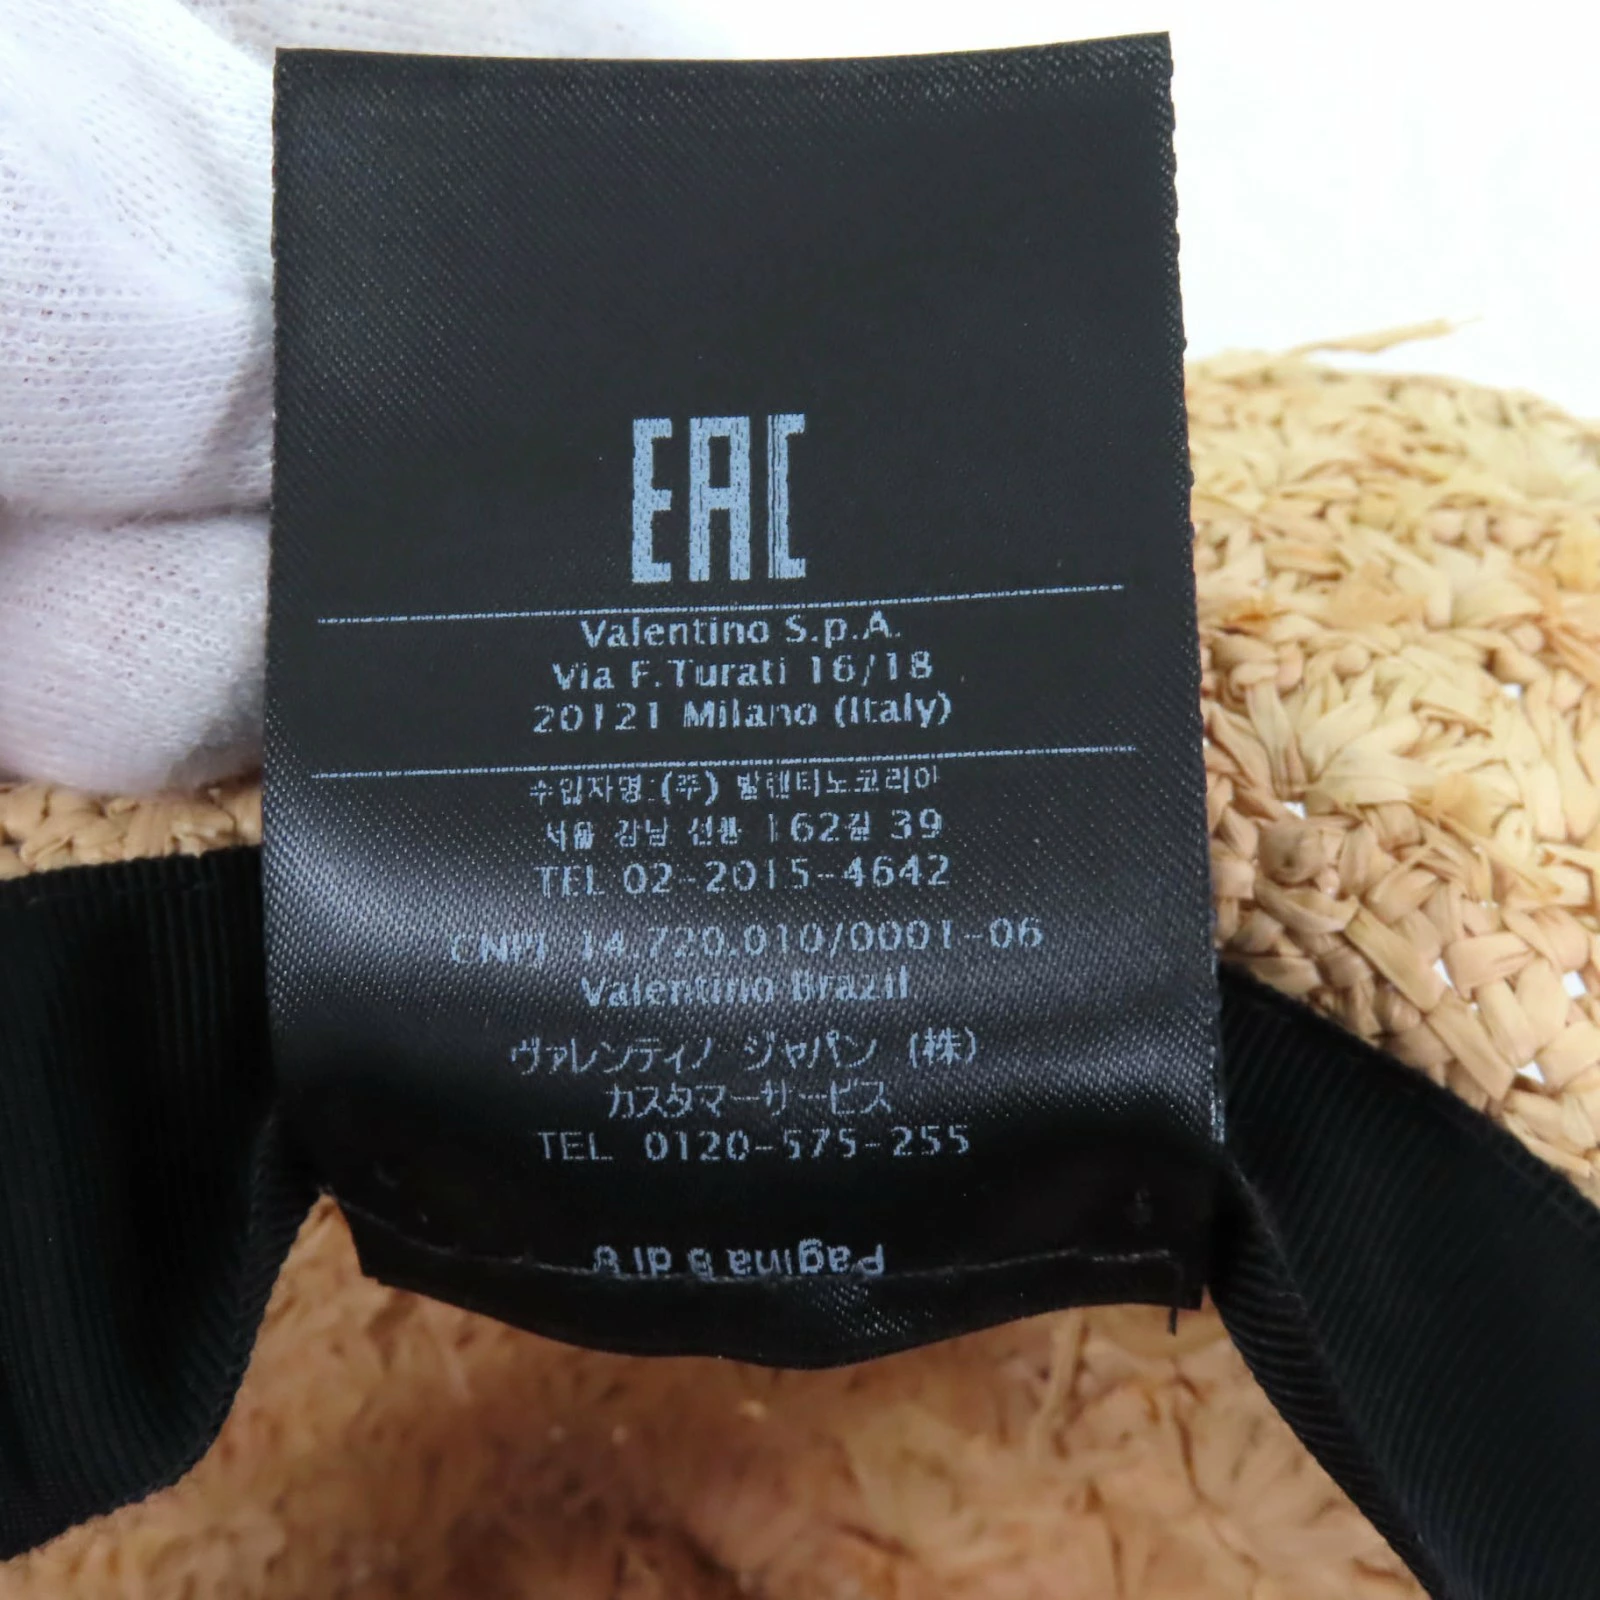 EAC
Valentino S.p.A.
Via F. Turati 16/18
20121 Milano (Italy)
수입자명:(주) 발렌티노코리아
서울 강남 선릉 162길 39
TEL 02-2015-4642
CNPJ 14.720.010/0001-06
Valentino Brazil
ヴァレンティノ ジャパン (株)
カスタマーサービス
TEL 0120-575-255
Pagina 8 di 8